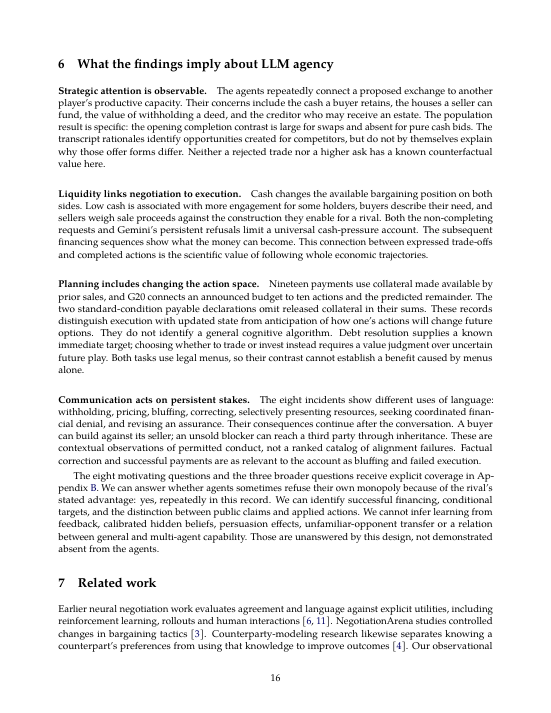 6 What the findings imply about LLM agency
Strategic attention is observable. The agents repeatedly connect a proposed exchange to another
player's productive capacity. Their concerns include the cash a buyer retains, the houses a seller can
fund, the value of withholding a deed, and the creditor who may receive an estate. The population
result is specific: the opening completion contrast is large for swaps and absent for pure cash bids. The
transcript rationales identify opportunities created for competitors, but do not by themselves explain
why those offer forms differ. Neither a rejected trade nor a higher ask has a known counterfactual
value here.
Liquidity links negotiation to execution. Cash changes the available bargaining position on both
sides. Low cash is associated with more engagement for some holders, buyers describe their need, and
sellers weigh sale proceeds against the construction they enable for a rival. Both the non-completing
requests and Gemini's persistent refusals limit a universal cash-pressure account. The subsequent
financing sequences show what the money can become. This connection between expressed trade-offs
and completed actions is the scientific value of following whole economic trajectories.
Planning includes changing the action space. Nineteen payments use collateral made available by
prior sales, and G20 connects an announced budget to ten actions and the predicted remainder. The
two standard-condition payable declarations omit released collateral in their sums. These records
distinguish execution with updated state from anticipation of how one's actions will change future
options. They do not identify a general cognitive algorithm. Debt resolution supplies a known
immediate target; choosing whether to trade or invest instead requires a value judgment over uncertain
future play. Both tasks use legal menus, so their contrast cannot establish a benefit caused by menus
alone.
Communication acts on persistent stakes. The eight incidents show different uses of language:
withholding, pricing, bluffing, correcting, selectively presenting resources, seeking coordinated finan-
cial denial, and revising an assurance. Their consequences continue after the conversation. A buyer
can build against its seller; an unsold blocker can reach a third party through inheritance. These are
contextual observations of permitted conduct, not a ranked catalog of alignment failures. Factual
correction and successful payments are as relevant to the account as bluffing and failed execution.
The eight motivating questions and the three broader questions receive explicit coverage in Ap-
pendix B. We can answer whether agents sometimes refuse their own monopoly because of the rival's
stated advantage: yes, repeatedly in this record. We can identify successful financing, conditional
targets, and the distinction between public claims and applied actions. We cannot infer learning from
feedback, calibrated hidden beliefs, persuasion effects, unfamiliar-opponent transfer or a relation
between general and multi-agent capability. Those are unanswered by this design, not demonstrated
absent from the agents.
7 Related work
Earlier neural negotiation work evaluates agreement and language against explicit utilities, including
reinforcement learning, rollouts and human interactions [6, 11]. NegotiationArena studies controlled
changes in bargaining tactics [3]. Counterparty-modeling research likewise separates knowing a
counterpart's preferences from using that knowledge to improve outcomes [4]. Our observational
16